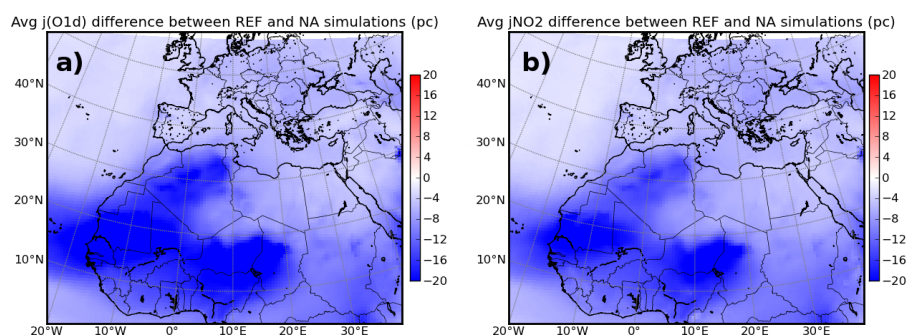 Avg j(O1d) difference between REF and NA simulations (pc)
a)
40°N
30°N
20°N
10°N
20°W 10°W 0° 10°E 20°E 30°E
20
16
12
8
4
0
−4
−8
−12
−16
−20
Avg jNO2 difference between REF and NA simulations (pc)
b)
40°N
30°N
20°N
10°N
20°W 10°W 0° 10°E 20°E 30°E
20
16
12
8
4
0
−4
−8
−12
−16
−20